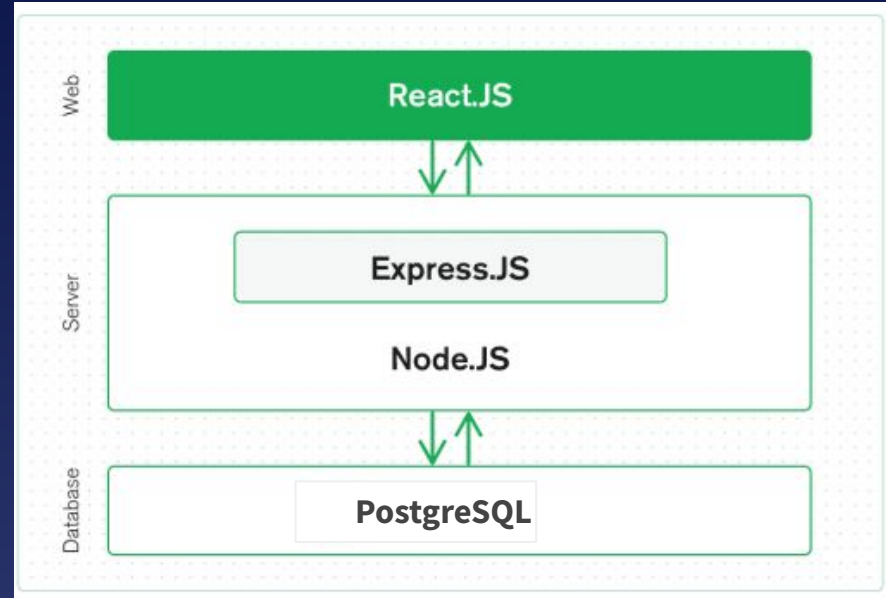 Web
React.JS
Server
Express.JS
Node.JS
Database
PostgreSQL